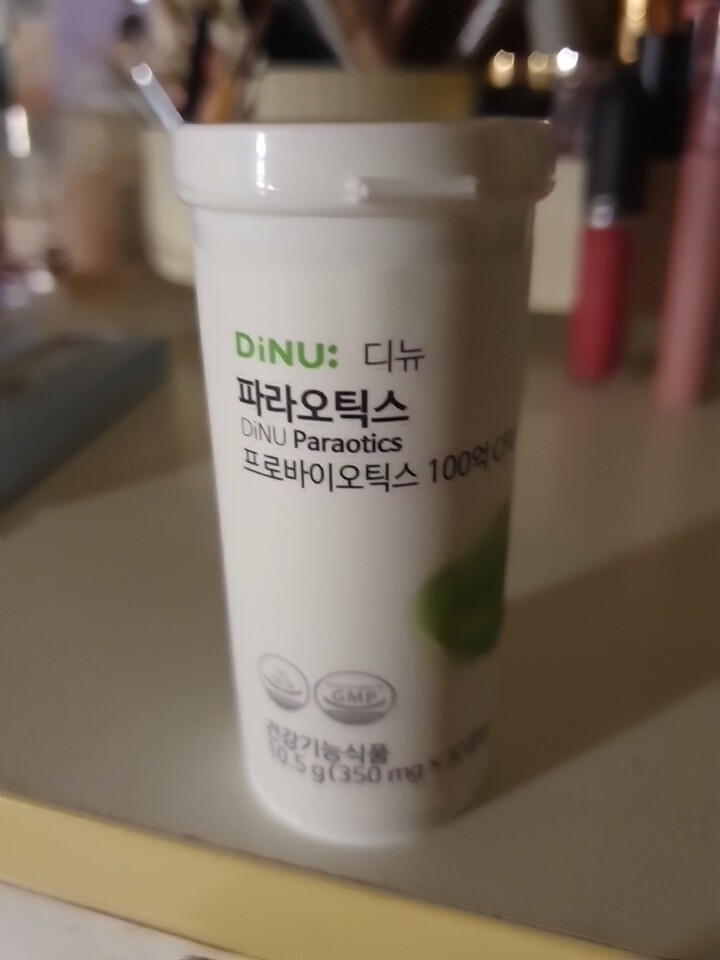 DiNU: 디뉴
파라오틱스
DiNU Paraotics
프로바이오틱스 100억 CFU
GMP
건강기능식품
10.5 g(350 mg ×